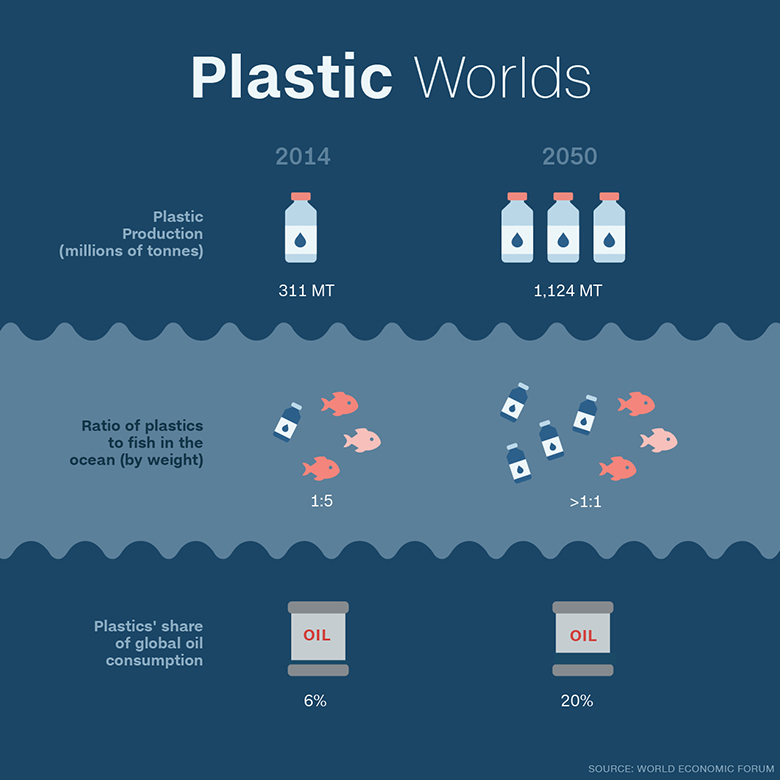 Plastic Worlds
2014
2050
Plastic
Production
(millions of tonnes)
311 MT
1,124 MT
Ratio of plastics
to fish in the
ocean (by weight)
1:5
>1:1
Plastics' share
of global oil
consumption
OIL
OIL
6%
20%
SOURCE: WORLD ECONOMIC FORUM